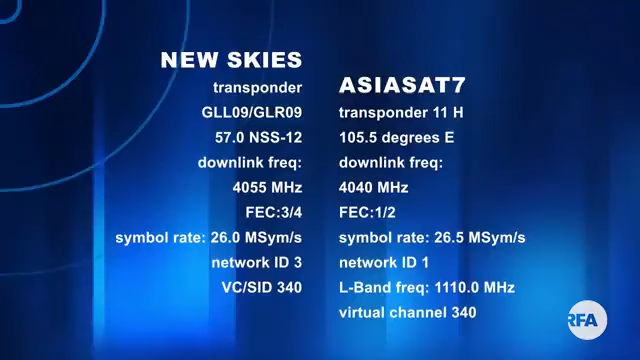 NEW SKIES
transponder
GLL09/GLR09
57.0 NSS-12
downlink freq:
4055 MHz
FEC:3/4
symbol rate: 26.0 MSym/s
network ID 3
VC/SID 340
ASIASAT7
transponder 11 H
105.5 degrees E
downlink freq:
4040 MHz
FEC:1/2
symbol rate: 26.5 MSym/s
network ID 1
L-Band freq: 1110.0 MHz
virtual channel 340
RFA